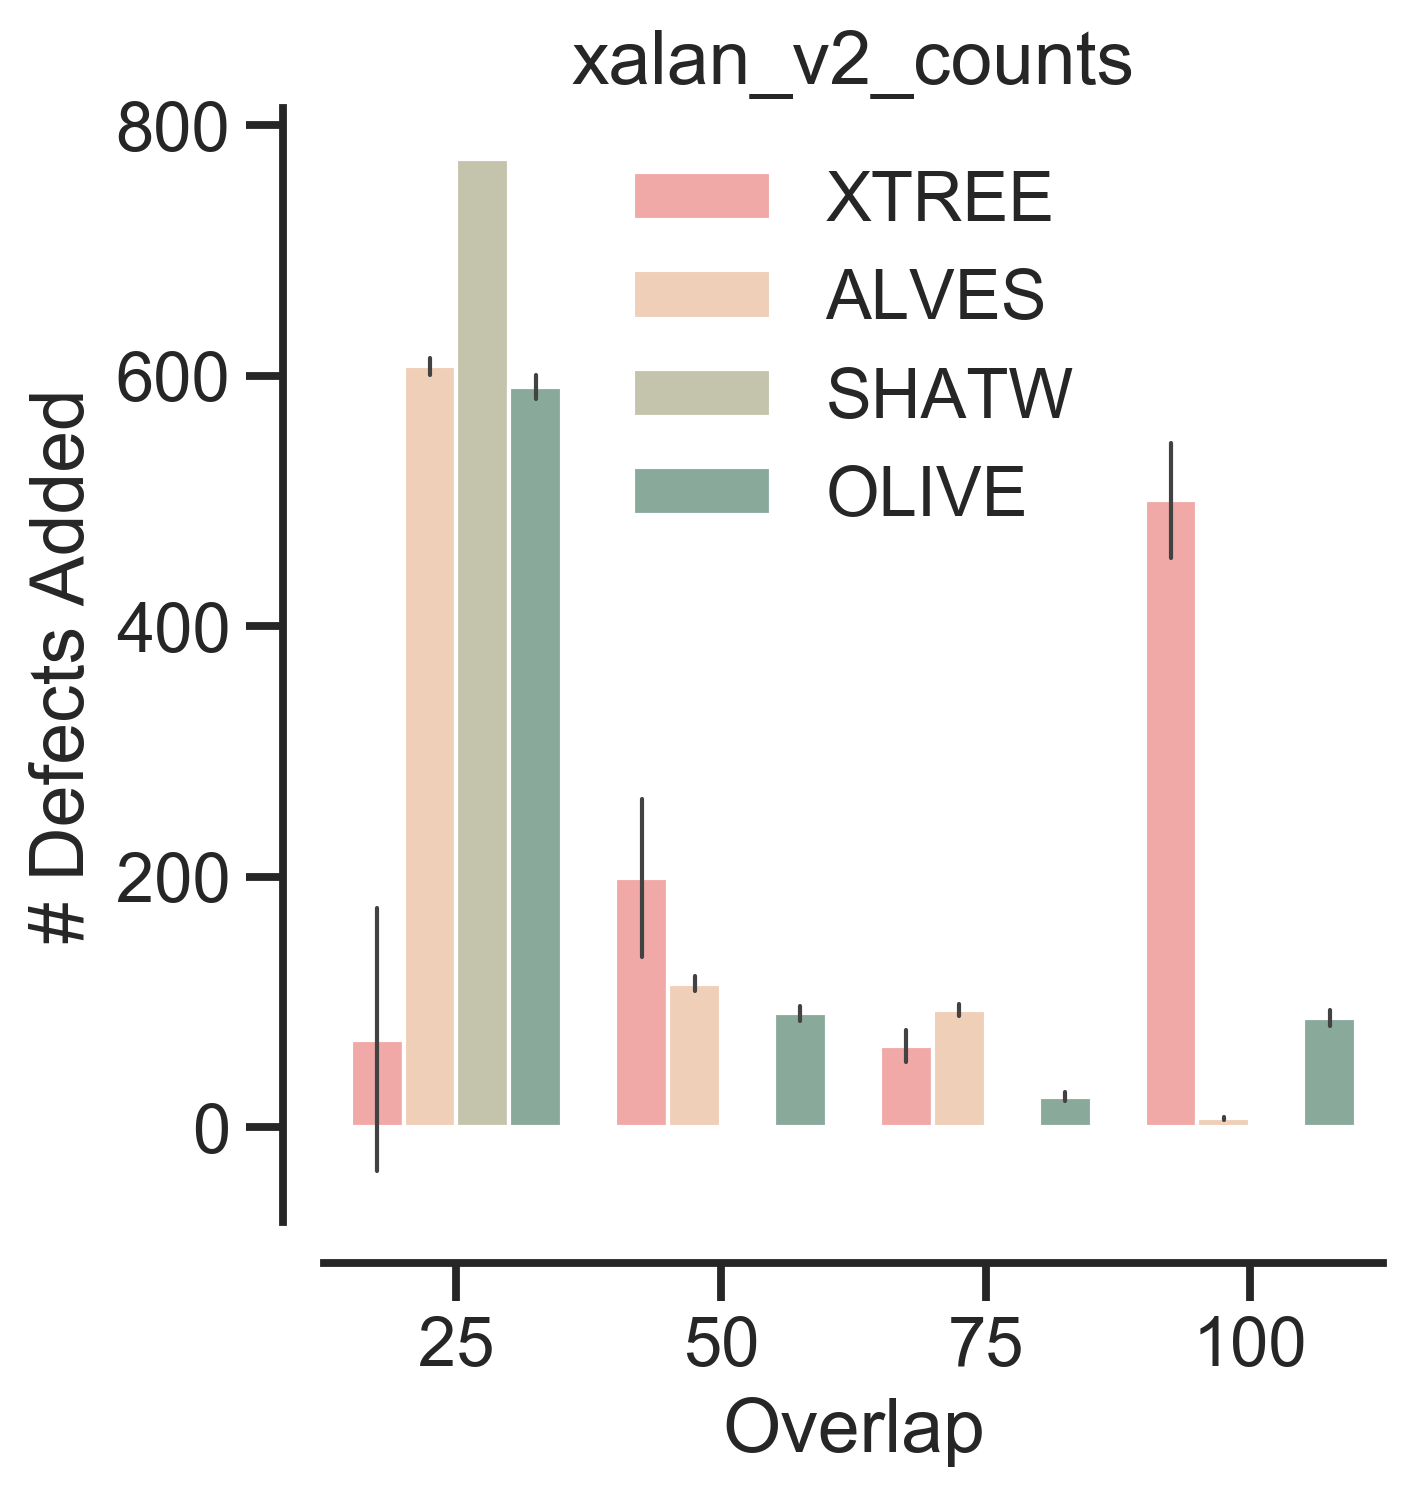 xalan_v2_counts
800
600
400
200
0
# Defects Added
XTREE
ALVES
SHATW
OLIVE
25 50 75 100
Overlap